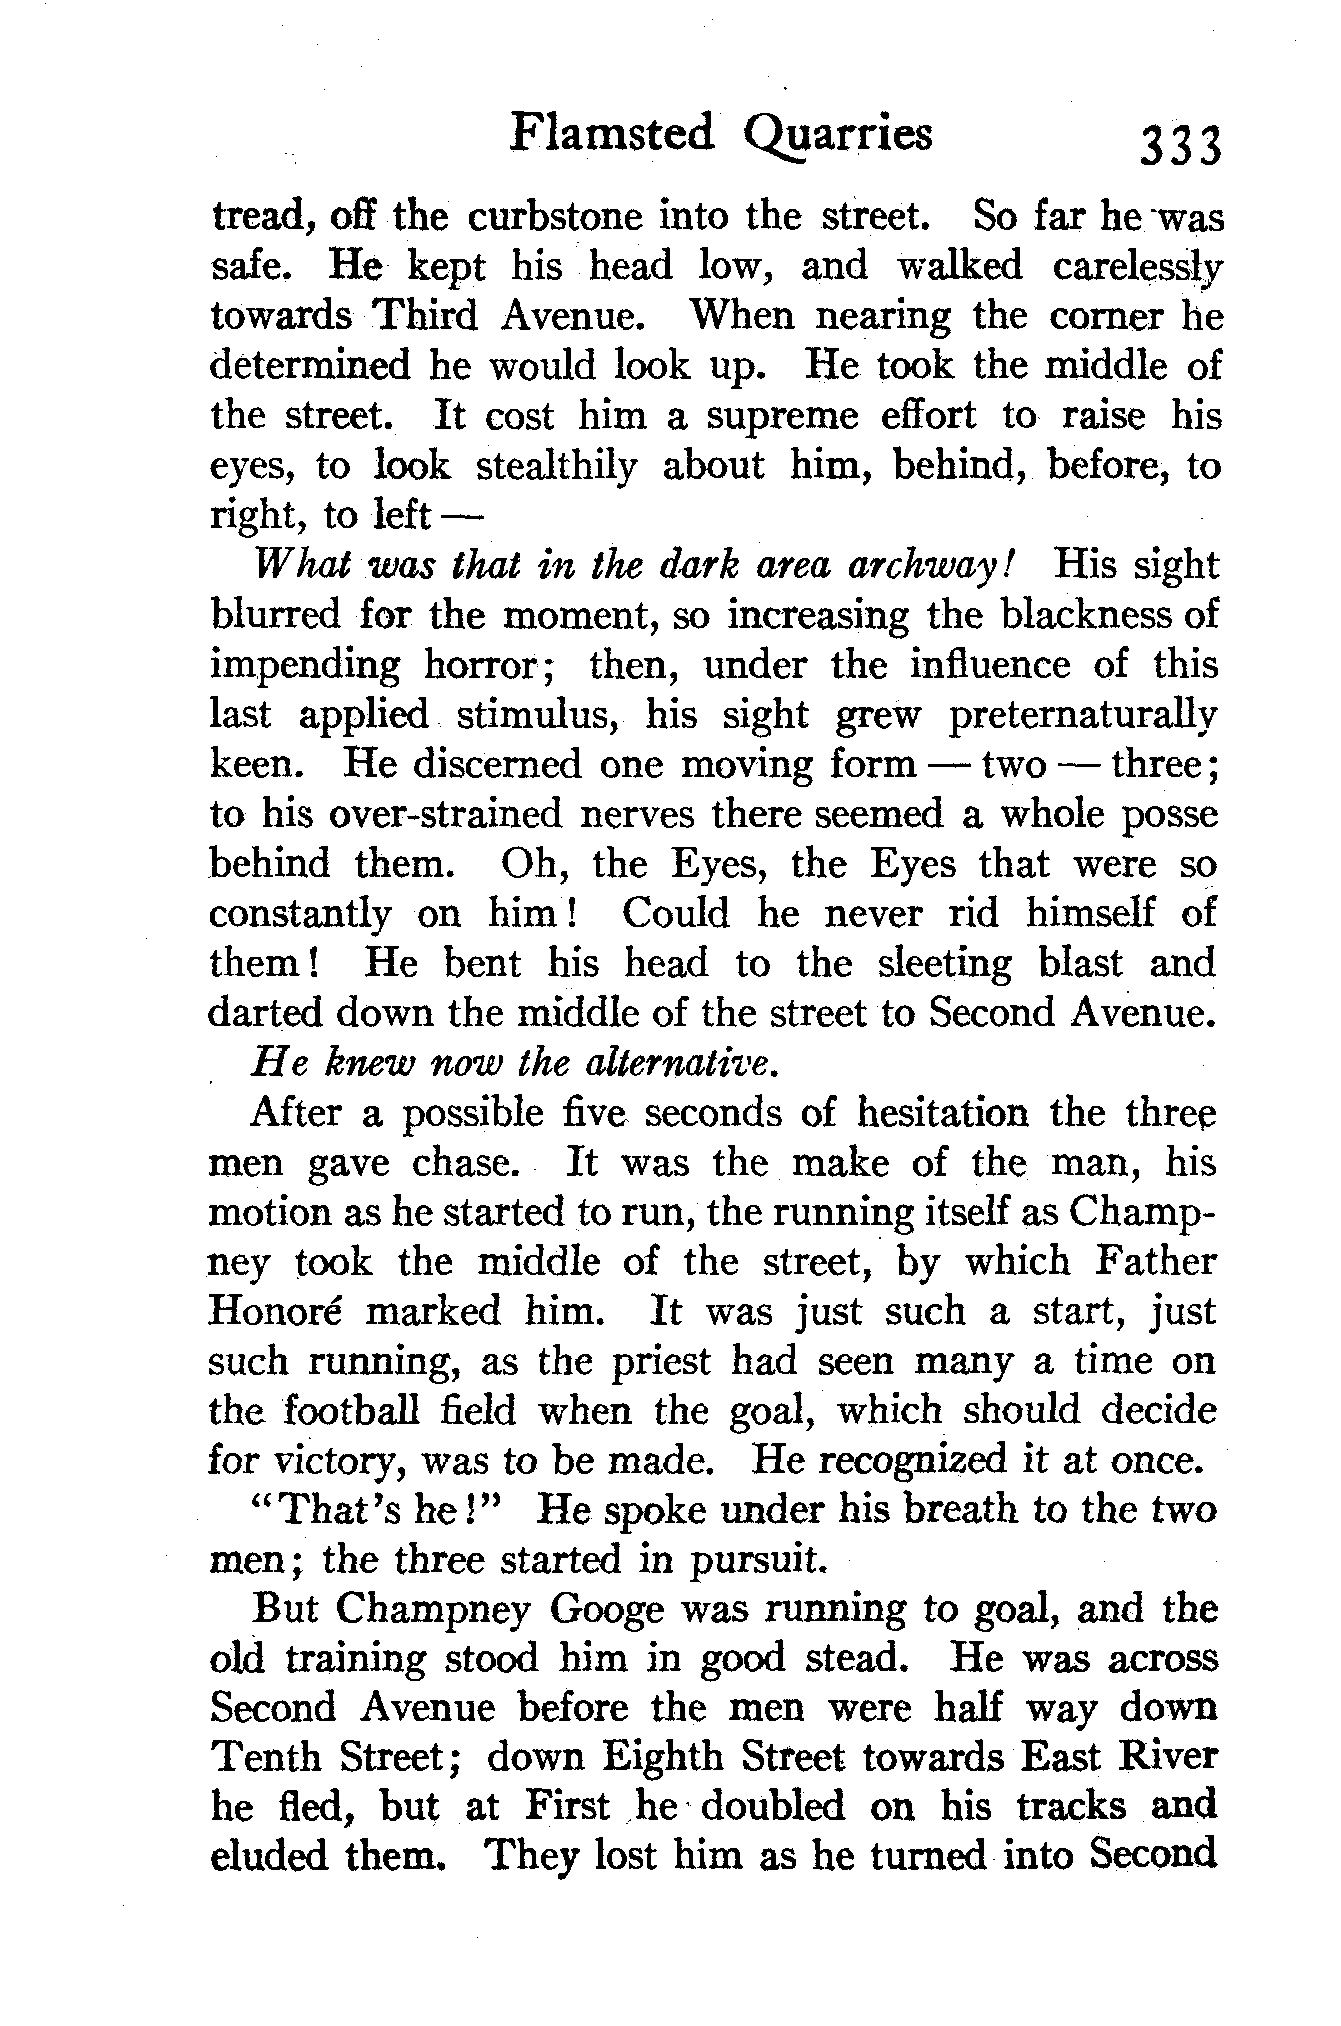 Flamsted Quarries 333
tread, off the curbstone into the street. So far he was
safe. He kept his head low, and walked carelessly
towards Third Avenue. When nearing the corner he
determined he would look up. He took the middle of
the street. It cost him a supreme effort to raise his
eyes, to look stealthily about him, behind, before, to
right, to left —
What was that in the dark area archway! His sight
blurred for the moment, so increasing the blackness of
impending horror; then, under the influence of this
last applied stimulus, his sight grew preternaturally
keen. He discerned one moving form — two — three;
to his over-strained nerves there seemed a whole posse
behind them. Oh, the Eyes, the Eyes that were so
constantly on him! Could he never rid himself of
them! He bent his head to the sleeting blast and
darted down the middle of the street to Second Avenue.
He knew now the alternative.
After a possible five seconds of hesitation the three
men gave chase. It was the make of the man, his
motion as he started to run, the running itself as Champ-
ney took the middle of the street, by which Father
Honoré marked him. It was just such a start, just
such running, as the priest had seen many a time on
the football field when the goal, which should decide
for victory, was to be made. He recognized it at once.
"That's he!" He spoke under his breath to the two
men; the three started in pursuit.
But Champney Googe was running to goal, and the
old training stood him in good stead. He was across
Second Avenue before the men were half way down
Tenth Street; down Eighth Street towards East River
he fled, but at First he doubled on his tracks and
eluded them. They lost him as he turned into Second